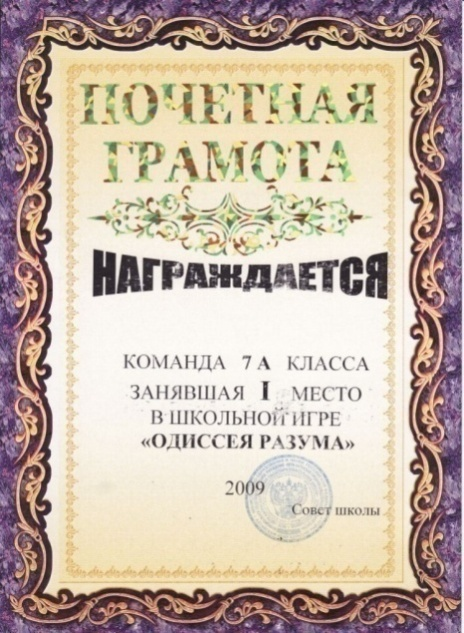 ПОЧЕТНАЯ
ГРАМОТА
НАГРАЖДАЕТСЯ
КОМАНДА 7 А КЛАССА
ЗАНЯВШАЯ I МЕСТО
В ШКОЛЬНОЙ ИГРЕ
«ОДИССЕЯ РАЗУМА»
2009
Совет школы